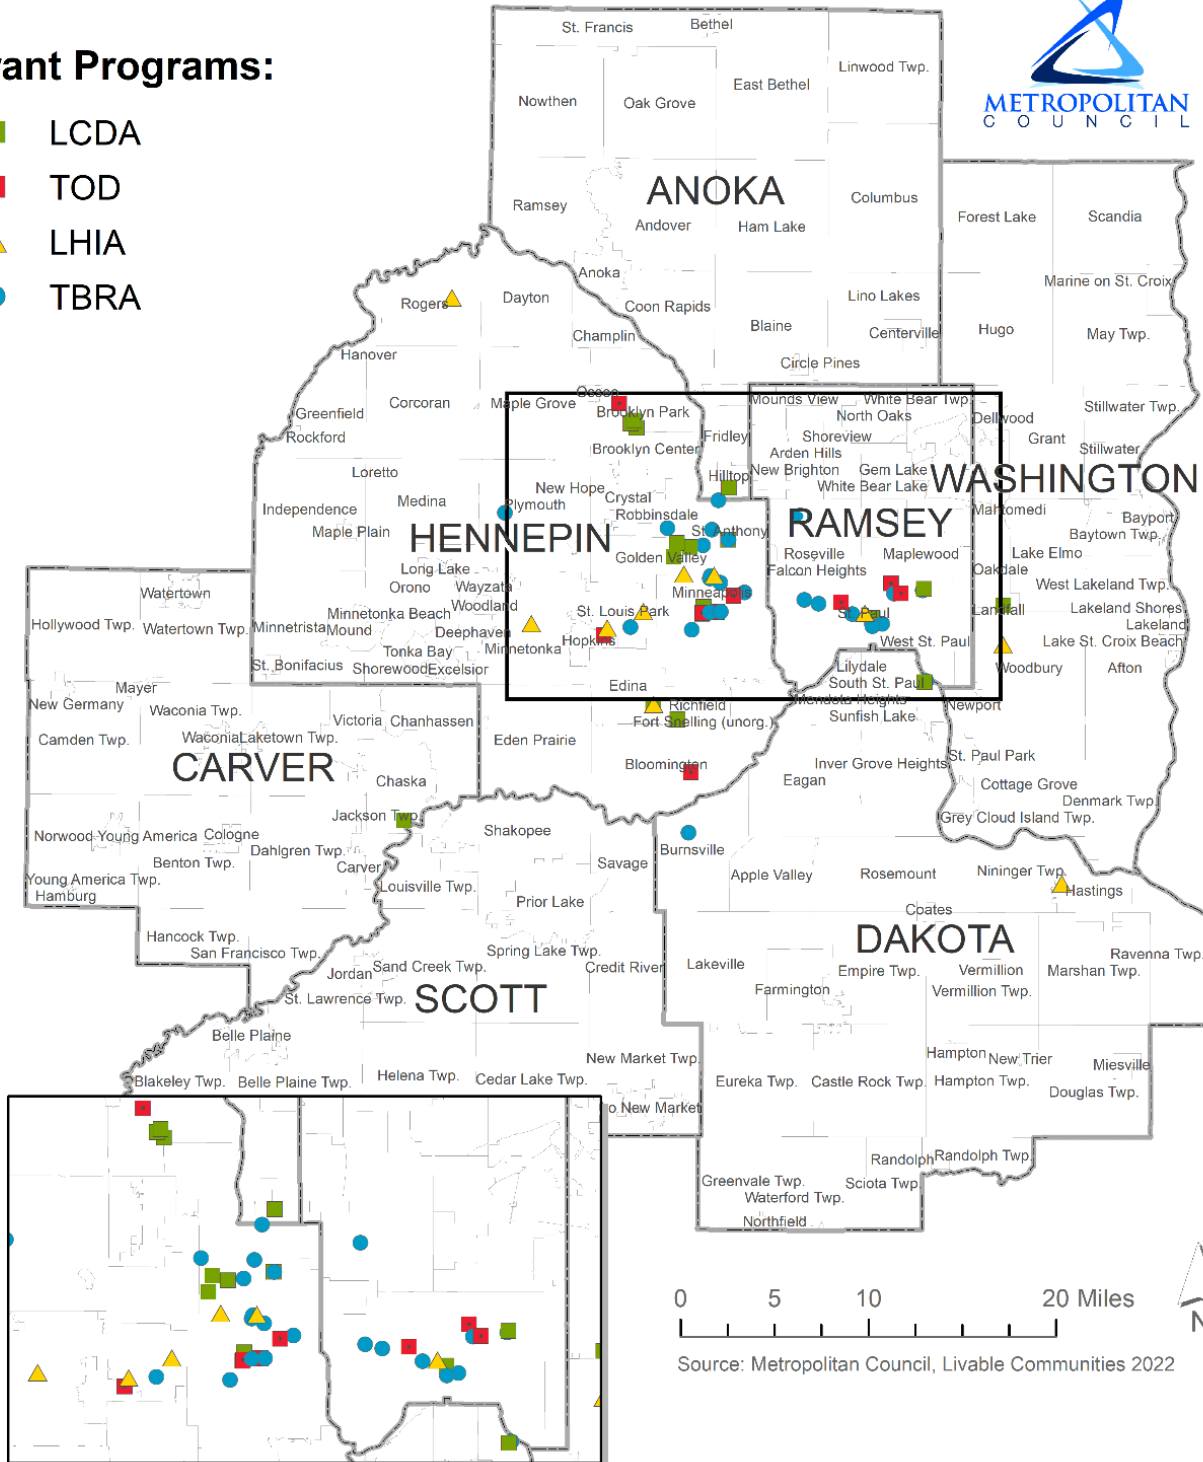 St. Francis
Bethel
Linwood Twp.
rant Programs:
East Bethel
Nowthen
Oak Grove
METROPOLITAN
COUNCIL
LCDA
TOD
LHIA
TBRA
ANOKA
Ramsey
Columbus
Andover
Ham Lake
Forest Lake
Scandia
Anoka
Marine on St. Croix
Rogers
Dayton
Coon Rapids
Lino Lakes
Champlin
Blaine
Centerville
Hugo
May Twp.
Hanover
Circle Pines
Osseo
Corcoran
Maple Grove
Brooklyn Park
Mounds View
White Bear Twp.
North Oaks
Dellwood
Stillwater Twp.
Greenfield
Rockford
Brooklyn Center
Fridley
Shoreview
Arden Hills
Grant
Stillwater
Loretto
Hilltop
New Brighton
Gem Lake
White Bear Lake
WASHINGTON
Independence
Medina
Plymouth
New Hope
Crystal
Robbinsdale
Mahtomedi
Maple Plain
HENNEPIN
St. Anthony
RAMSEY
Bayport
Baytown Twp.
Golden Valley
Roseville
Maplewood
Lake Elmo
Long Lake
Falcon Heights
Oakdale
Orono
Wayzata
Minneapolis
West Lakeland Twp.
Watertown
Woodland
Minnetonka Beach
St. Louis Park
St. Paul
Landfall
Lakeland Shores
Hollywood Twp.
Watertown Twp.
Minnetrista
Mound
Deephaven
Hopkins
Lakeland
Tonka Bay
Minnetonka
West St. Paul
Lake St. Croix Beach
St. Bonifacius
Shorewood
Excelsior
Lilydale
Woodbury
Afton
Mayer
Edina
South St. Paul
New Germany
Waconia Twp.
Richfield
Mendota Heights
Newport
Victoria
Chanhassen
Fort Snelling (unorg.)
Sunfish Lake
Camden Twp.
Waconia
Laketown Twp.
Eden Prairie
CARVER
Bloomington
Inver Grove Heights
St. Paul Park
Chaska
Eagan
Cottage Grove
Denmark Twp.
Jackson Twp.
Grey Cloud Island Twp.
Norwood Young America
Cologne
Shakopee
Dahlgren Twp.
Burnsville
Benton Twp.
Carver
Savage
Apple Valley
Rosemount
Nininger Twp.
Young America Twp.
Louisville Twp.
Hastings
Hamburg
Prior Lake
Coates
Hancock Twp.
DAKOTA
San Francisco Twp.
Spring Lake Twp.
Ravenna Twp.
Jordan
Sand Creek Twp.
Credit River
Lakeville
Empire Twp.
Vermillion
Marshan Twp.
St. Lawrence Twp.
SCOTT
Farmington
Vermillion Twp.
Belle Plaine
New Market Twp.
Hampton
New Trier
Miesville
Blakeley Twp.
Belle Plaine Twp.
Helena Twp.
Cedar Lake Twp.
Eureka Twp.
Castle Rock Twp.
Hampton Twp.
Douglas Twp.
o New Market
Randolph
Randolph Twp.
Greenvale Twp.
Sciota Twp.
Waterford Twp.
Northfield
0 5 10 20 Miles
N
Source: Metropolitan Council, Livable Communities 2022